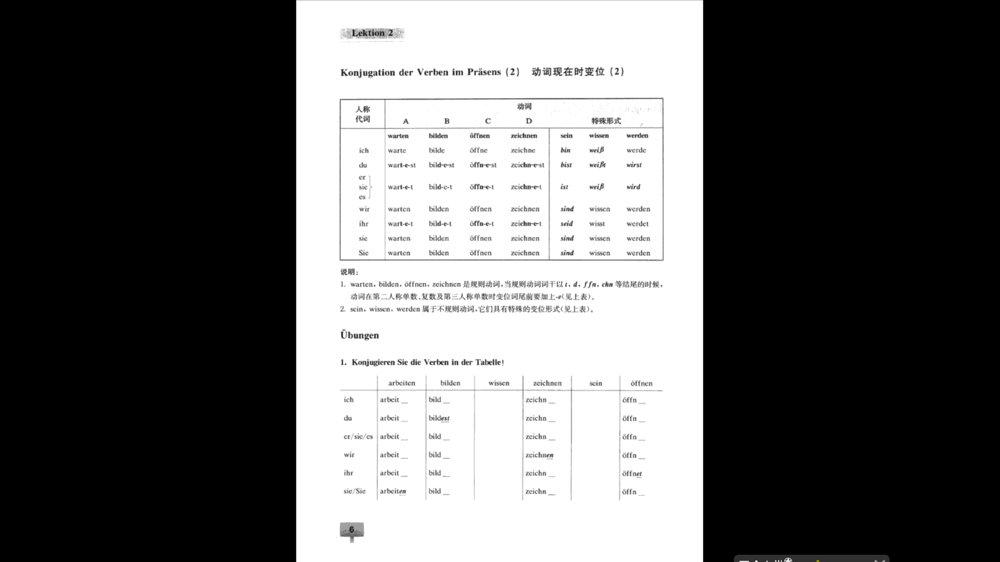 Lektion 2
Konjugation der Verben im Präsens (2) 动词现在时变位 (2)
人称代词 动词
A B C D 特殊形式
warten bilden öffnen zeichnen sein wissen werden
ich warte bilde öffne zeichne bin weiß werde
du wart-e-st bild-e-st öffn-e-st zeichn-e-st bist weißt wirst
er
sie wart-e-t bild-e-t öffn-e-t zeichn-e-t ist weiß wird
es
wir warten bilden öffnen zeichnen sind wissen werden
ihr wart-e-t bild-e-t öffn-e-t zeichn-e-t seid wisst werdet
sie warten bilden öffnen zeichnen sind wissen werden
Sie warten bilden öffnen zeichnen sind wissen werden
说明:
1. warten, bilden, öffnen, zeichnen 是规则动词,当规则动词词干以 t, d, ffn, chn 等结尾的时候,
动词在第二人称单数、复数及第三人称单数时变位词尾前要加上-e(见上表)。
2. sein, wissen, werden 属于不规则动词,它们具有特殊的变位形式(见上表)。
Übungen
1. Konjugieren Sie die Verben in der Tabelle!
arbeiten bilden wissen zeichnen sein öffnen
ich arbeit __ bild __ zeichn __ öffn __
du arbeit __ bildest zeichn __ öffn __
er/sie/es arbeit __ bild __ zeichn __ öffn __
wir arbeit __ bild __ zeichnen öffn __
ihr arbeit __ bild __ zeichn __ öffnet
sie/Sie arbeiten bild __ zeichn __ öffn __
6